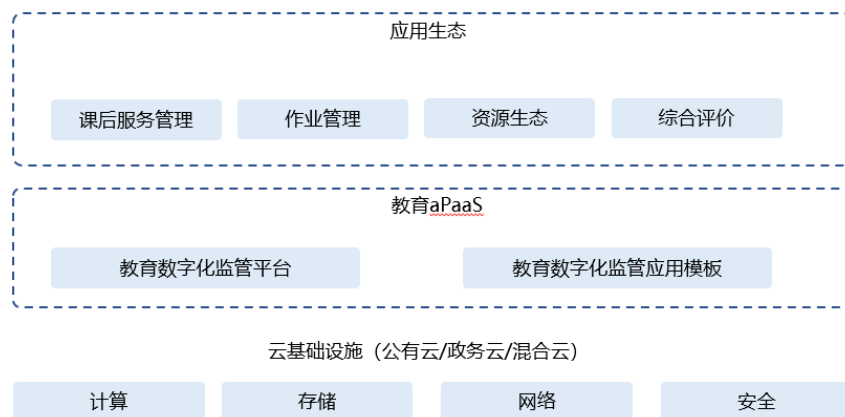 应用生态
课后服务管理 作业管理 资源生态 综合评价
教育aPaaS
教育数字化监管平台 教育数字化监管应用模板
云基础设施（公有云/政务云/混合云）
计算 存储 网络 安全